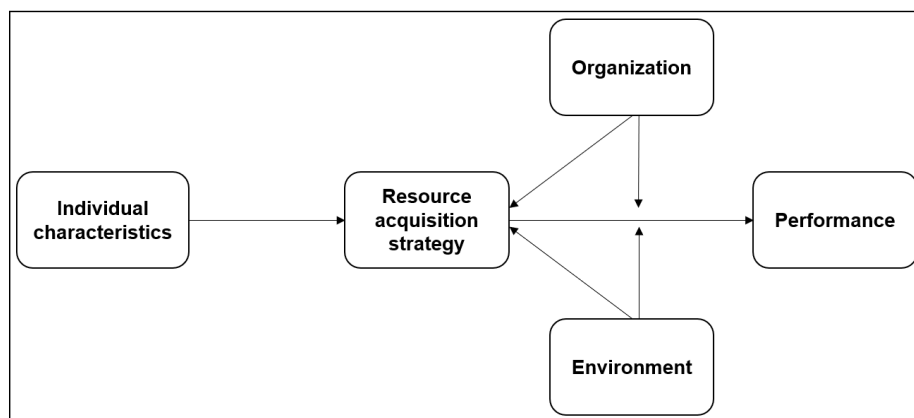 Organization
Individual
characteristics
Resource
acquisition
strategy
Performance
Environment